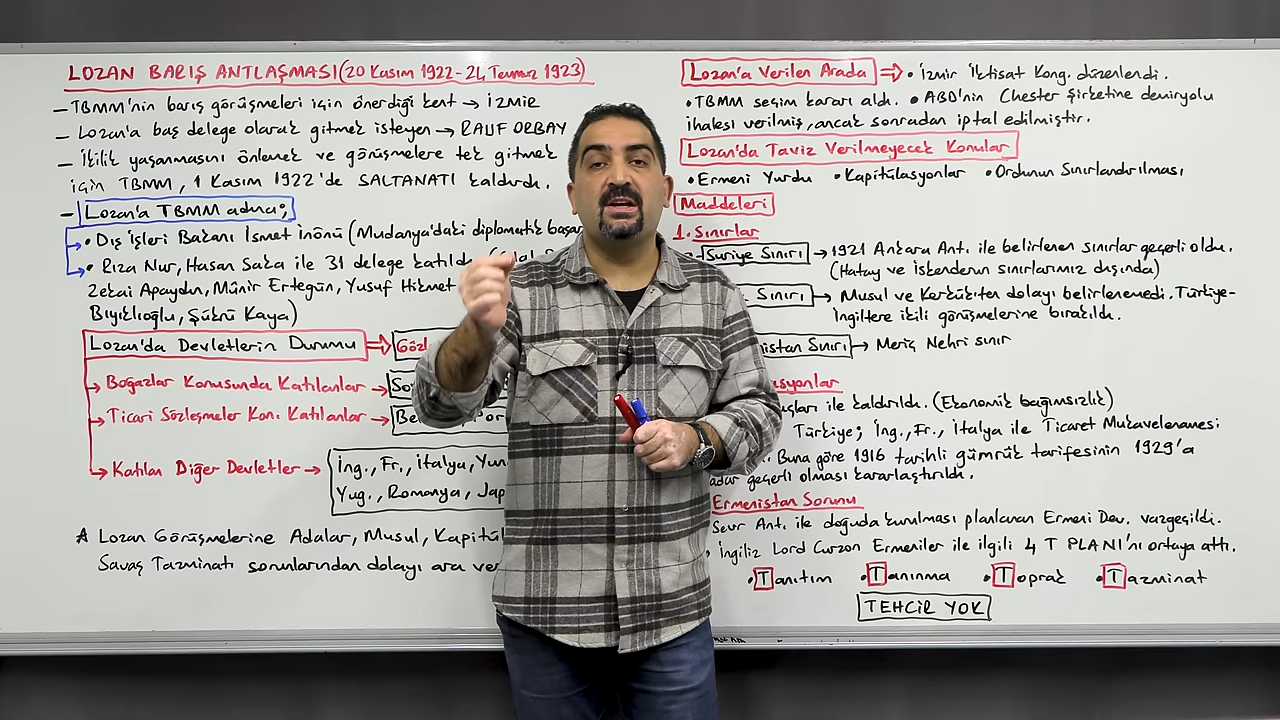 LOZAN BARIŞ ANTLAŞMASI (20 Kasım 1922 - 24 Temmuz 1923)
– TBMM'nin barış görüşmeleri için önerdiği kent → İZMİR
– Lozan'a baş delege olarak gitmek isteyen → RAUF ORBAY
– İkilik yaşanmasını önlemek ve görüşmelere tek gitmek
için TBMM, 1 Kasım 1922'de SALTANATI kaldırdı.
– Lozan'a TBMM adına;
• Dış İşleri Bakanı İsmet İnönü (Mudanya'daki diplomatik
• Rıza Nur, Hasan Saka ile 31 delege katıldı.
Zekai Apaydın, Münir Ertegün, Yusuf Hikmet
Bıyıklıoğlu, Şükrü Kaya)
Lozan'da Devletlerin Durumu ⇒
→ Boğazlar Konusunda Katılanlar →
→ Ticari Sözleşmeler Kon. Katılanlar →
→ Katılan Diğer Devletler → İng., Fr., İtalya,
Yug., Romanya,
Lozan Görüşmelerine Adalar, Musul,
Savaş Tazminatı sorunlarından dolayı ara
Lozan'a Verilen Arada ⇒ • İzmir İktisat Kong. düzenlendi.
• TBMM seçim kararı aldı. • ABD'nin Chester Şirketine demiryolu
ihalesi verilmiş, ancak sonradan iptal edilmiştir.
Lozan'da Taviz Verilmeyecek Konular
• Ermeni Yurdu • Kapitülasyonlar • Ordunun Sınırlandırılması
Maddeleri
1. Sınırlar
Suriye Sınırı → 1921 Ankara Ant. ile belirlenen sınırlar geçerli oldu.
(Hatay ve İskenderun sınırlarımız dışında)
Sınırı → Musul ve Kerkük'ten dolayı belirlenemedi. Türkiye-
İngiltere ikili görüşmelerine bırakıldı.
Sınırı → Meriç Nehri sınır
ile kaldırıldı. (Ekonomik bağımsızlık)
Türkiye; İng., Fr., İtalya ile Ticaret Mukavelenamesi
Buna göre 1916 tarihli gümrük tarifesinin 1929'a
geçerli olması kararlaştırıldı.
Ermenistan Sorunu
Sevr Ant. ile doğuda kurulması planlanan Ermeni Dev. vazgeçildi.
İngiliz Lord Curzon Ermeniler ile ilgili 4 T PLANI'nı ortaya attı.
• Tanıtım • Tanınma • Toprak • Tazminat
TEHCİR YOK